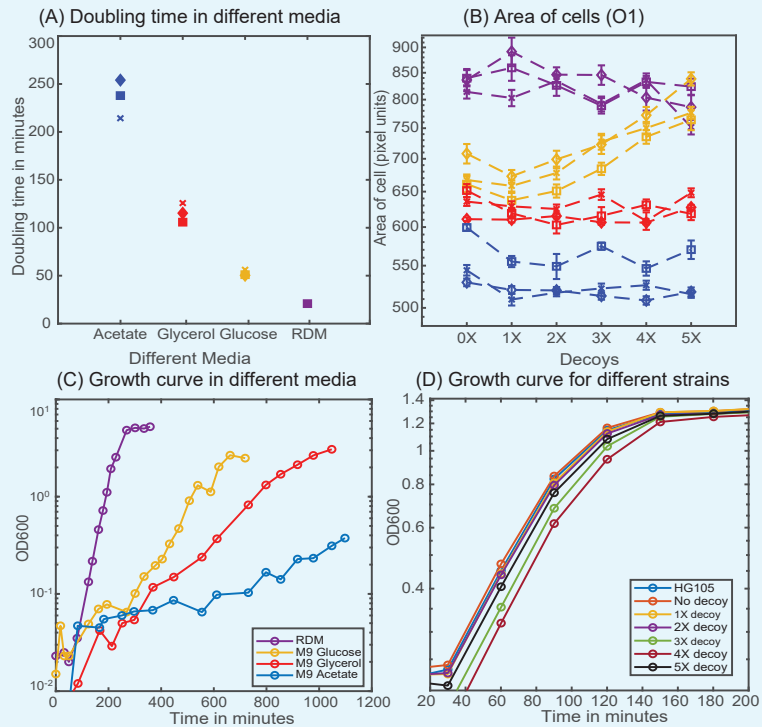 (A) Doubling time in different media
Doubling time in minutes
300
250
200
150
100
50
0
Acetate Glycerol Glucose RDM
Different Media
(B) Area of cells (O1)
Area of cell (pixel units)
900
850
800
750
700
650
600
550
500
0X 1X 2X 3X 4X 5X
Decoys
(C) Growth curve in different media
OD600
10^1
10^0
10^-1
10^-2
RDM
M9 Glucose
M9 Glycerol
M9 Acetate
0 200 400 600 800 1000 1200
Time in minutes
(D) Growth curve for different strains
OD600
1.4
1.2
1
0.8
0.6
0.4
HG105
No decoy
1X decoy
2X decoy
3X decoy
4X decoy
5X decoy
20 40 60 80 100 120 140 160 180 200
Time in minutes